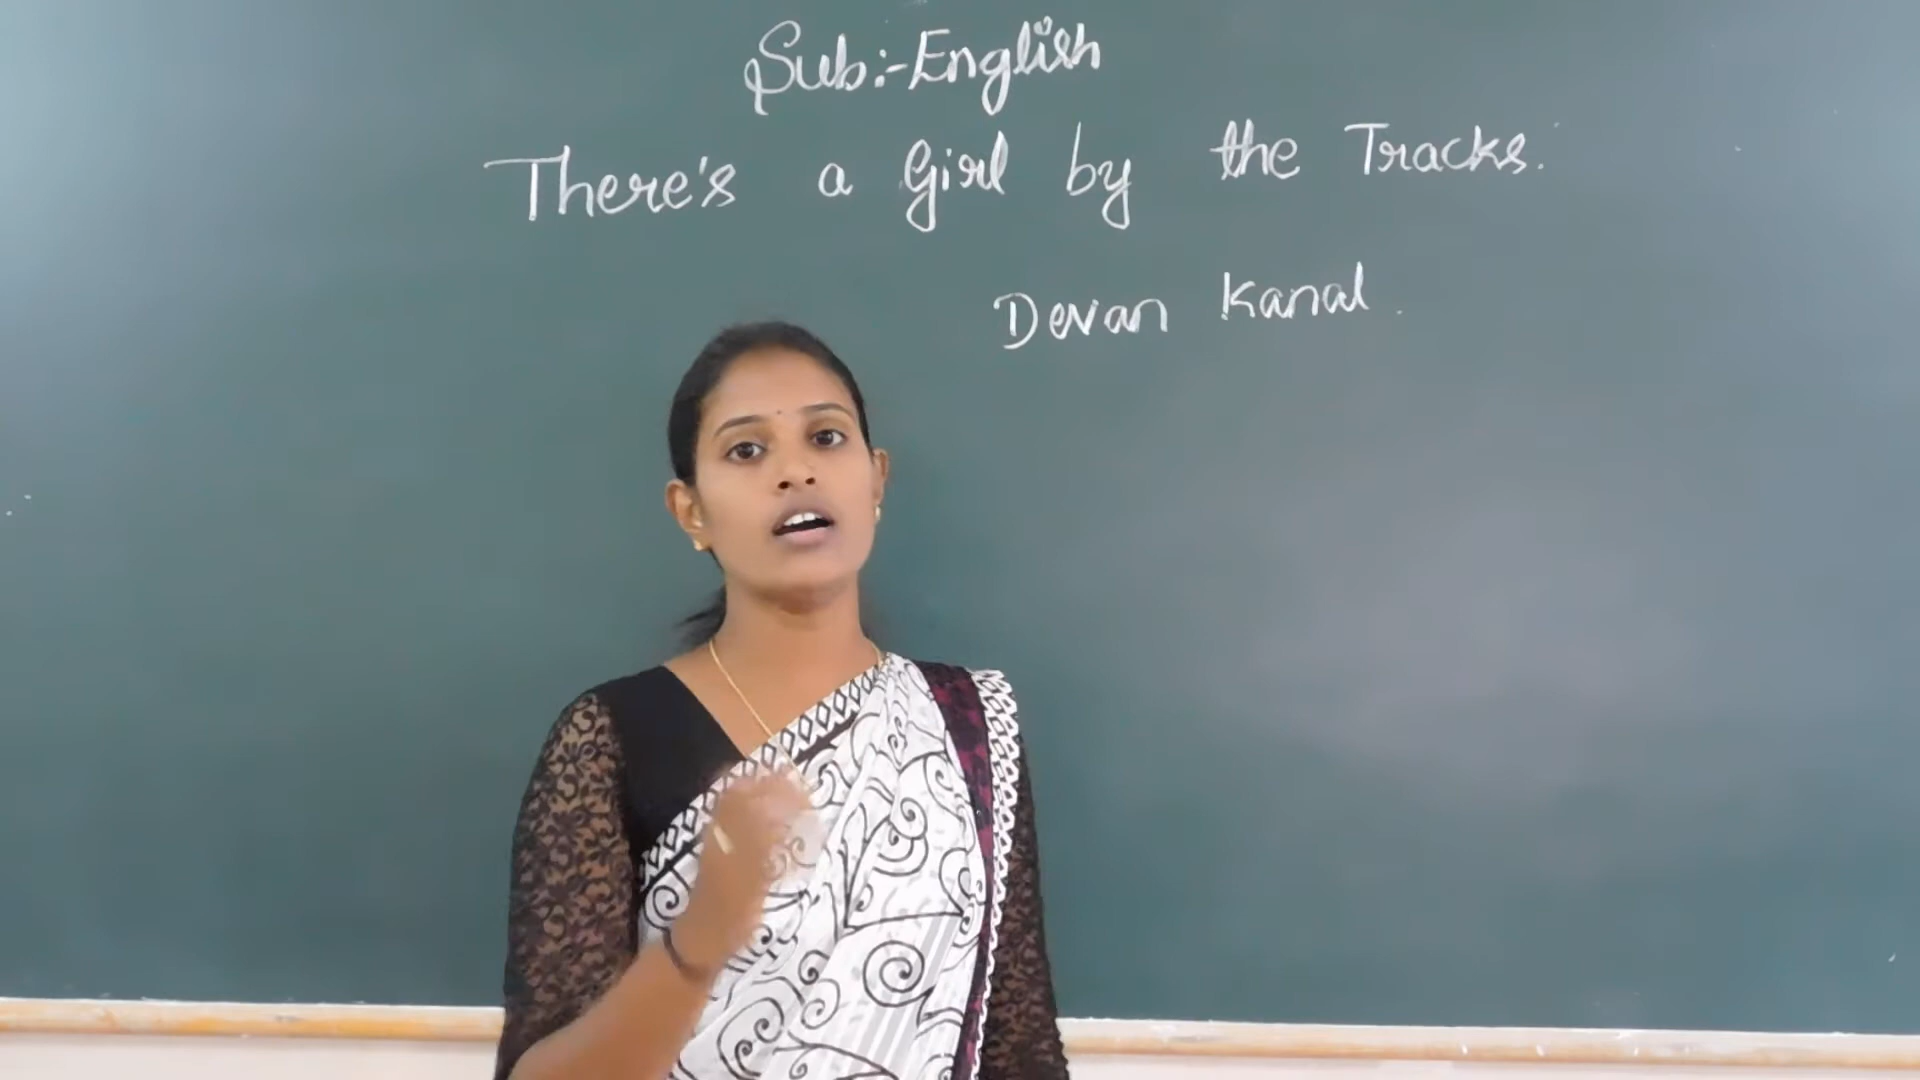 Sub:-English
There's a Girl by the Tracks.
Devan Kanal.